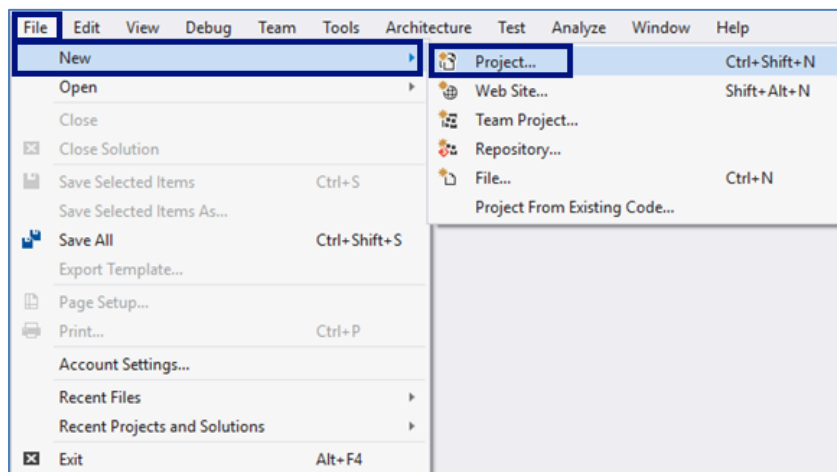 File Edit View Debug Team Tools Architecture Test Analyze Window Help
New
Open
Close
Close Solution
Save Selected Items Ctrl+S
Save Selected Items As...
Save All Ctrl+Shift+S
Export Template...
Page Setup...
Print... Ctrl+P
Account Settings...
Recent Files
Recent Projects and Solutions
Exit Alt+F4
Project... Ctrl+Shift+N
Web Site... Shift+Alt+N
Team Project...
Repository...
File... Ctrl+N
Project From Existing Code...